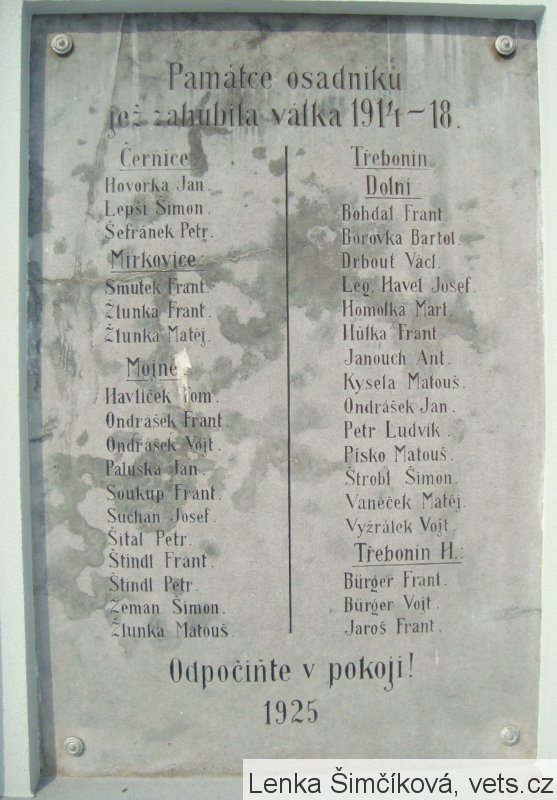 Památce osadníků
jež zahubila válka 1914-18.
Černice
Hovorka Jan.
Lepší Šimon.
Šefránek Petr.
Mirkovice:
Smutek Frant.
Žlunka Frant.
Žlunka Matěj.
Mojné
Havlíček Tom.
Ondrášek Frant.
Ondrášek Vojt.
Paluska Jan.
Soukup Frant.
Suchan Josef.
Šítal Petr.
Štindl Frant.
Štindl Petr.
Zeman Šimon.
Žlunka Matouš.
Třebonín
Dolní
Bohdal Frant.
Borovka Bartol.
Drbout Václ.
Leg. Havel Josef.
Homolka Mart.
Hůlka Frant.
Janouch Ant.
Kysela Matouš.
Ondrášek Jan.
Petr Ludvík.
Písko Matouš.
Štrobl Šimon.
Vaněček Matěj.
Vyžrálek Vojt.
Třebonín H.:
Bürger Frant.
Bürger Vojt.
Jaroš Frant.
Odpočiňte v pokoji!
1925
Lenka Šimčíková, vets.cz